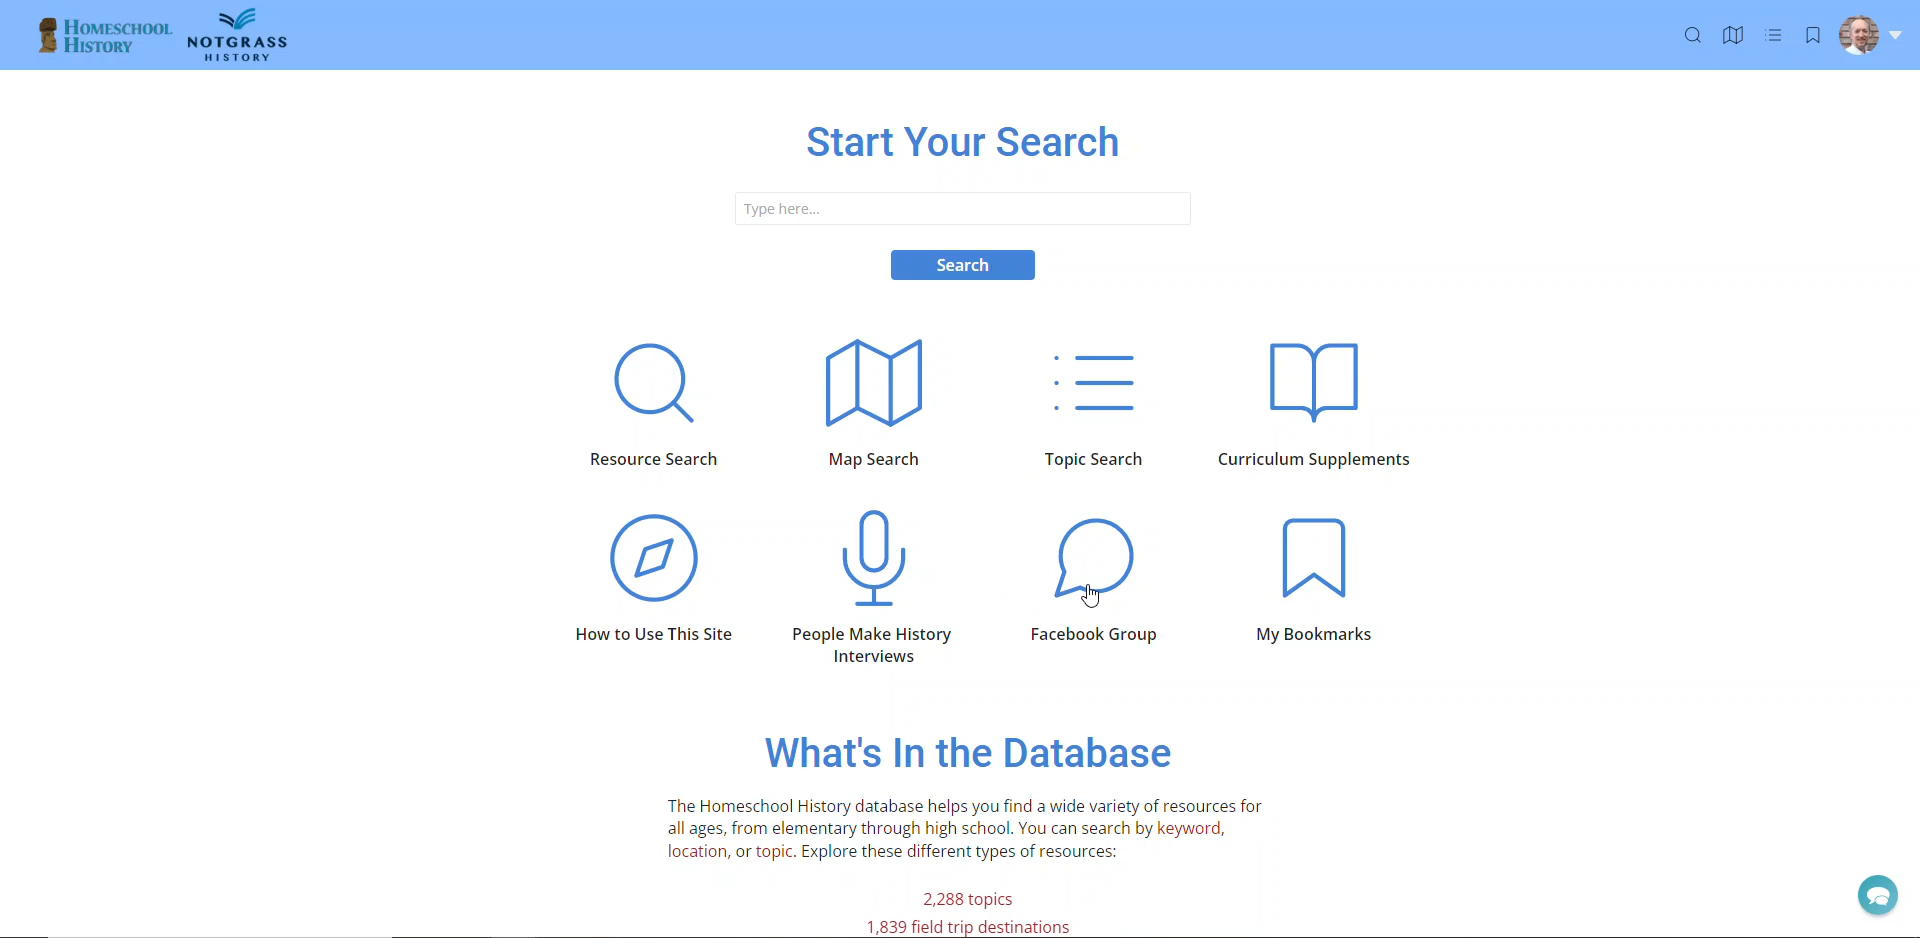 HOMESCHOOL
HISTORY
NOTGRASS
HISTORY
Start Your Search
Type here...
Search
Resource Search
Map Search
Topic Search
Curriculum Supplements
How to Use This Site
People Make History
Interviews
Facebook Group
My Bookmarks
What's In the Database
The Homeschool History database helps you find a wide variety of resources for
all ages, from elementary through high school. You can search by keyword,
location, or topic. Explore these different types of resources:
2,288 topics
1,839 field trip destinations